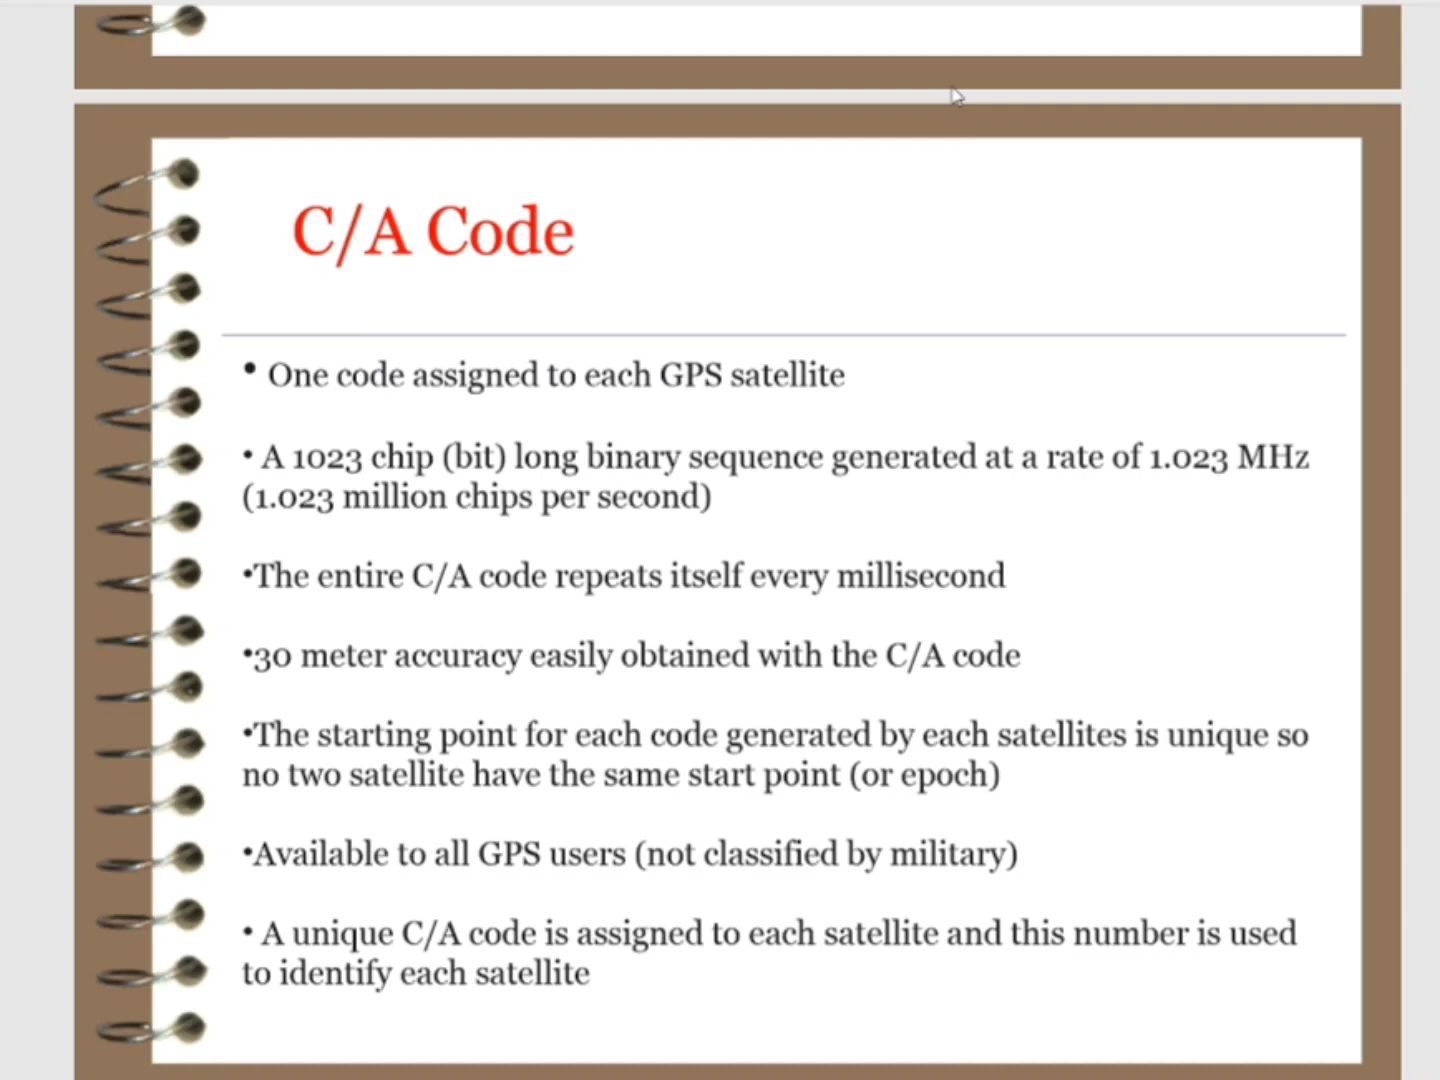 C/A Code
• One code assigned to each GPS satellite
• A 1023 chip (bit) long binary sequence generated at a rate of 1.023 MHz
(1.023 million chips per second)
•The entire C/A code repeats itself every millisecond
•30 meter accuracy easily obtained with the C/A code
•The starting point for each code generated by each satellites is unique so
no two satellite have the same start point (or epoch)
•Available to all GPS users (not classified by military)
• A unique C/A code is assigned to each satellite and this number is used
to identify each satellite